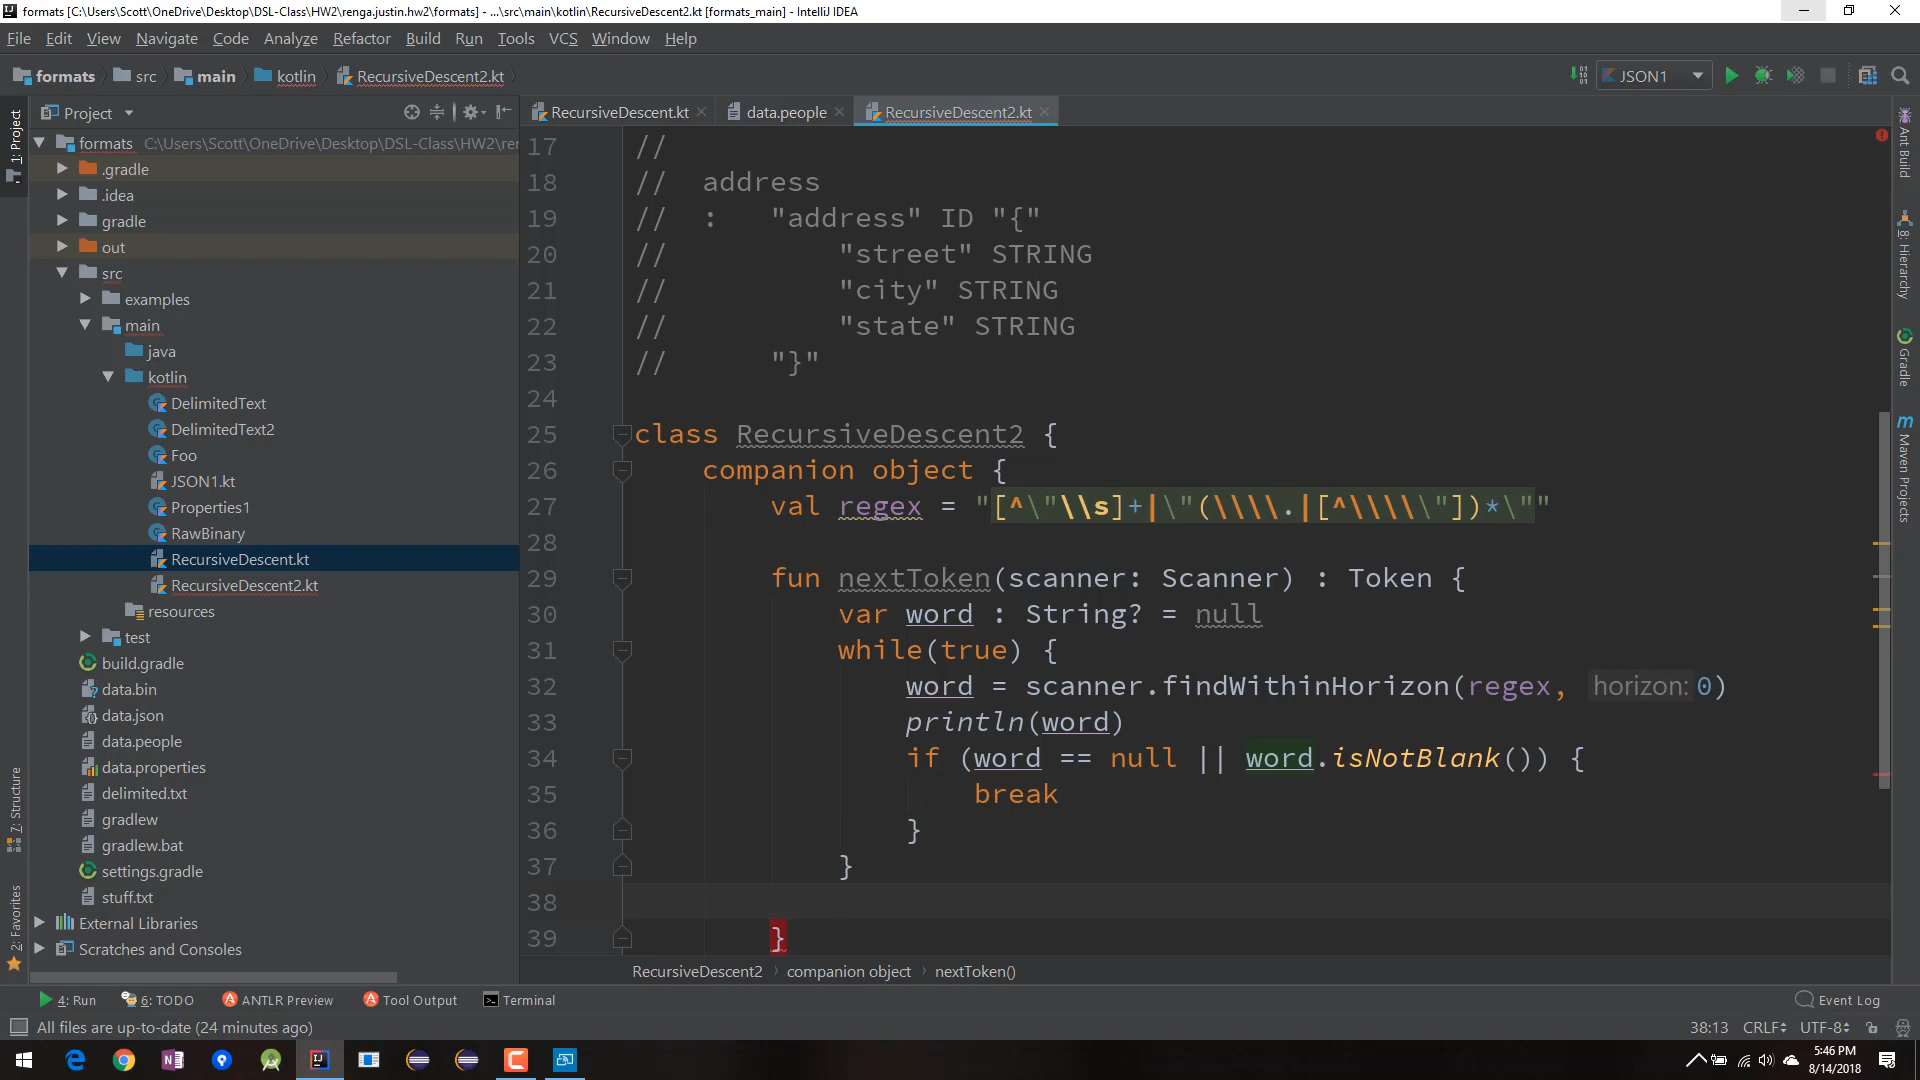 formats [C:\Users\Scott\OneDrive\Desktop\DSL-Class\HW2\renga.justin.hw2\formats] - ...\src\main\kotlin\RecursiveDescent2.kt [formats_main] - IntelliJ IDEA
File Edit View Navigate Code Analyze Refactor Build Run Tools VCS Window Help
formats src main kotlin RecursiveDescent2.kt JSON1
1: Project
Project
RecursiveDescent.kt data.people RecursiveDescent2.kt
formats C:\Users\Scott\OneDrive\Desktop\DSL-Class\HW2\ren
.gradle
.idea
gradle
out
src
examples
main
java
kotlin
DelimitedText
DelimitedText2
Foo
JSON1.kt
Properties1
RawBinary
RecursiveDescent.kt
RecursiveDescent2.kt
resources
test
build.gradle
data.bin
data.json
data.people
data.properties
delimited.txt
gradlew
gradlew.bat
settings.gradle
stuff.txt
External Libraries
Scratches and Consoles
7: Structure
2: Favorites
17 //
18 // address
19 // : "address" ID "{"
20 // "street" STRING
21 // "city" STRING
22 // "state" STRING
23 // "}"
24
25 class RecursiveDescent2 {
26 companion object {
27 val regex = "[^\"\\s]+|\"(\\\\.|[^\\\\\"])*\""
28
29 fun nextToken(scanner: Scanner) : Token {
30 var word : String? = null
31 while(true) {
32 word = scanner.findWithinHorizon(regex, horizon: 0)
33 println(word)
34 if (word == null || word.isNotBlank()) {
35 break
36 }
37 }
38
39 }
RecursiveDescent2 › companion object › nextToken()
Ant Build
8: Hierarchy
Gradle
m Maven Projects
4: Run 6: TODO ANTLR Preview Tool Output Terminal Event Log
All files are up-to-date (24 minutes ago) 38:13 CRLF UTF-8
5:46 PM
8/14/2018